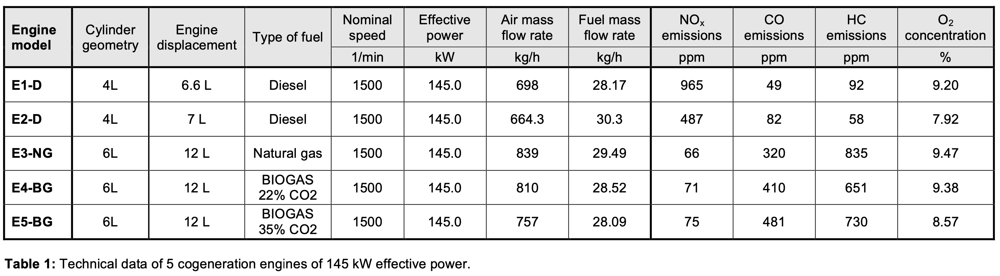 Engine model | Cylinder geometry | Engine displacement | Type of fuel | Nominal speed | Effective power | Air mass flow rate | Fuel mass flow rate | NOₓ emissions | CO emissions | HC emissions | O₂ concentration
1/min | kW | kg/h | kg/h | ppm | ppm | ppm | %
E1-D | 4L | 6.6 L | Diesel | 1500 | 145.0 | 698 | 28.17 | 965 | 49 | 92 | 9.20
E2-D | 4L | 7 L | Diesel | 1500 | 145.0 | 664.3 | 30.3 | 487 | 82 | 58 | 7.92
E3-NG | 6L | 12 L | Natural gas | 1500 | 145.0 | 839 | 29.49 | 66 | 320 | 835 | 9.47
E4-BG | 6L | 12 L | BIOGAS 22% CO2 | 1500 | 145.0 | 810 | 28.52 | 71 | 410 | 651 | 9.38
E5-BG | 6L | 12 L | BIOGAS 35% CO2 | 1500 | 145.0 | 757 | 28.09 | 75 | 481 | 730 | 8.57
Table 1: Technical data of 5 cogeneration engines of 145 kW effective power.